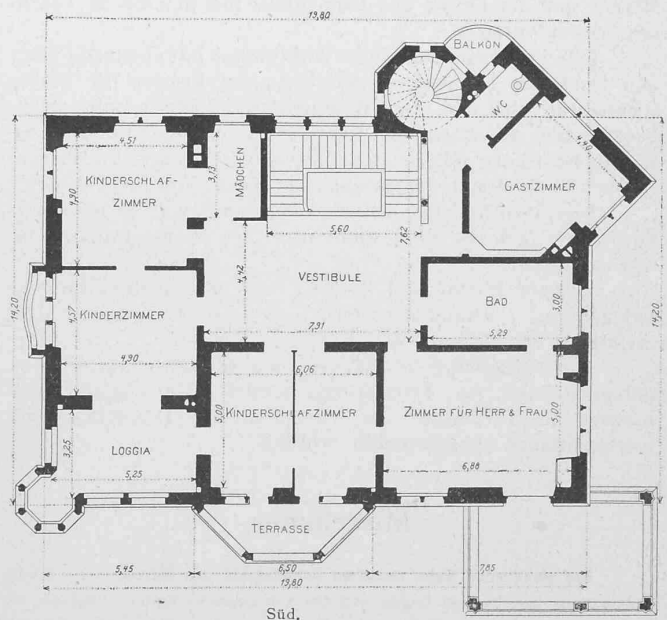 19,80
BALKON
WC
4,51
MÄDCHEN
3,13
4,40
KINDERSCHLAF-
ZIMMER
4,90
GASTZIMMER
5,60
7,62
14,20
4,42
VESTIBULE
4,57
KINDERZIMMER
BAD
3,00
14,20
7,91
5,29
4,90
6,06
5,00
KINDERSCHLAFZIMMER
ZIMMER FÜR HERR & FRAU
5,00
3,25
LOGGIA
5,25
6,88
TERRASSE
5,45
6,50
7,85
19,80
Süd.